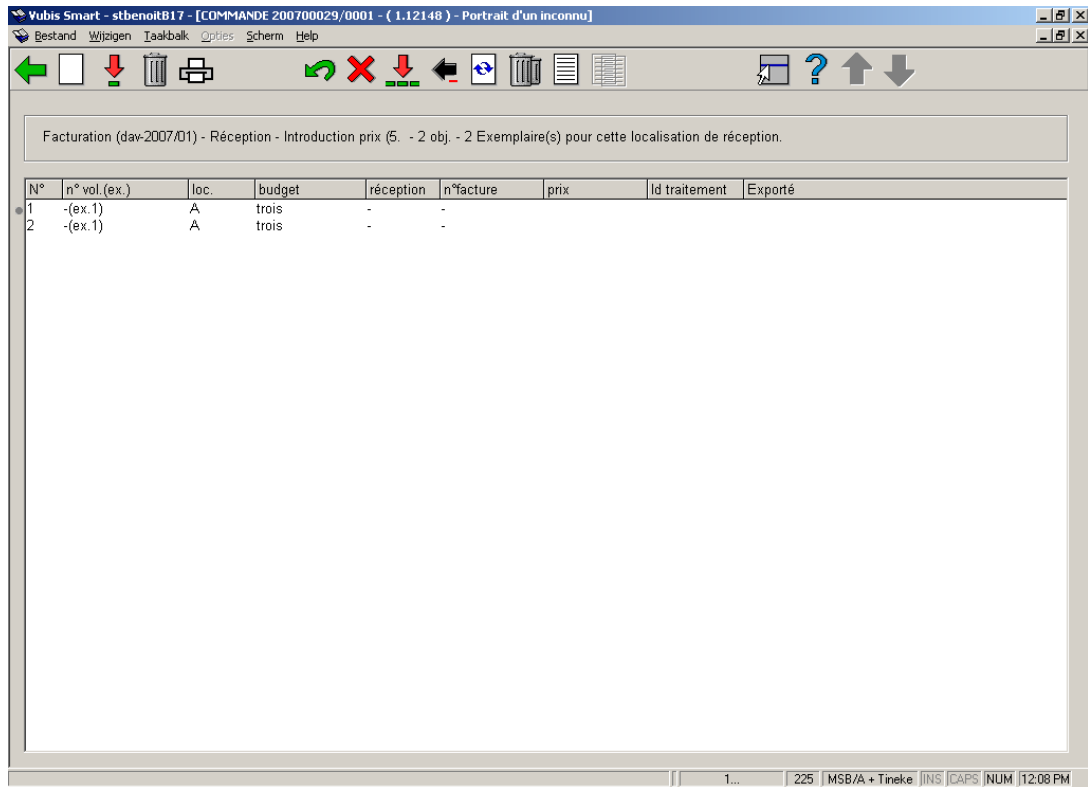 Vubis Smart - stbenoitB17 - [COMMANDE 200700029/0001 - ( 1.12148 ) - Portrait d'un inconnu]
Bestand Wijzigen Taakbalk Opties Scherm Help
Facturation (dav-2007/01) - Réception - Introduction prix (5. - 2 obj. - 2 Exemplaire(s) pour cette localisation de réception.
N° n° vol.(ex.) loc. budget réception n°facture prix Id traitement Exporté
1 -(ex.1) A trois - -
2 -(ex.1) A trois - -
1... 225 MSB/A + Tineke INS CAPS NUM 12:08 PM